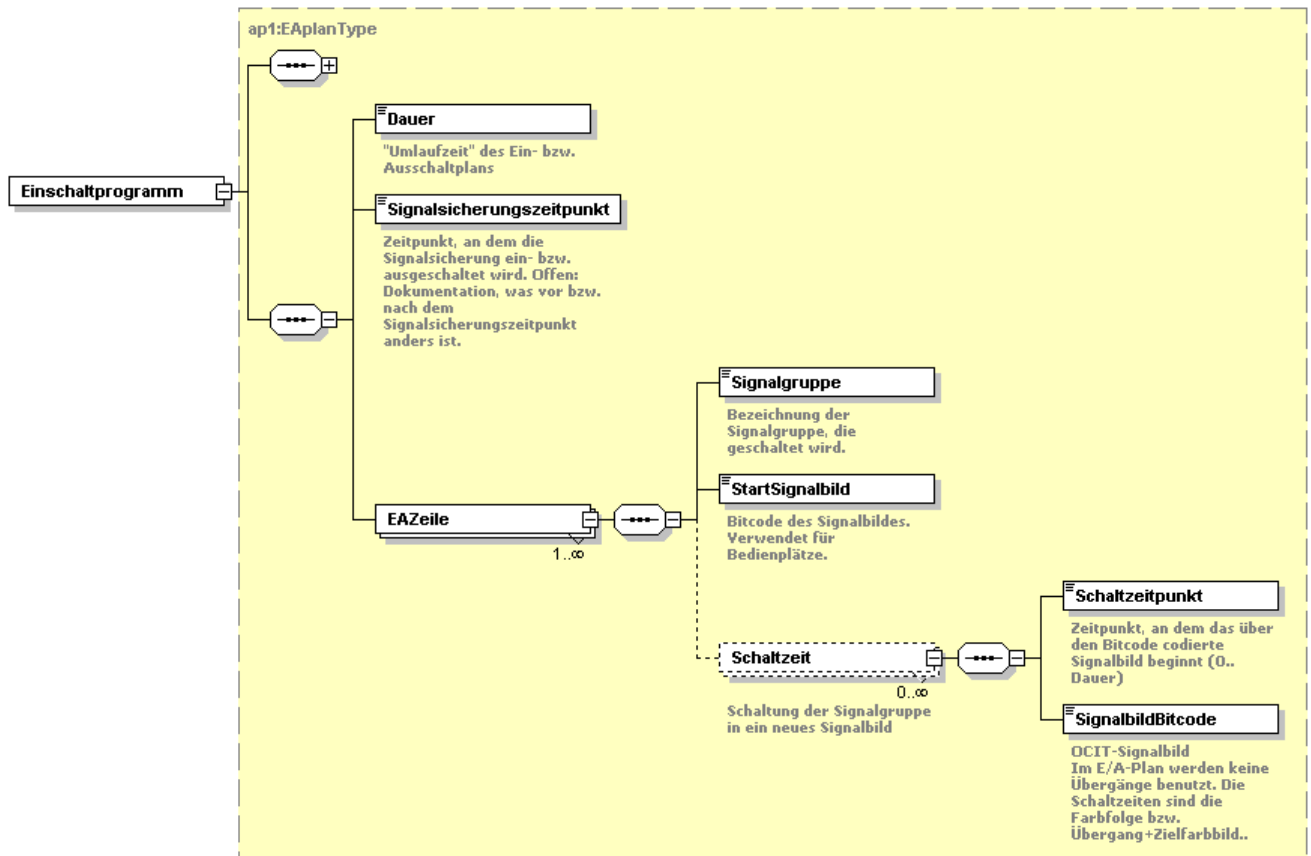 ap1:EAplanType
Dauer
"Umlaufzeit" des Ein- bzw.
Ausschaltplans
Einschaltprogramm
Signalsicherungszeitpunkt
Zeitpunkt, an dem die
Signalsicherung ein- bzw.
ausgeschaltet wird. Offen:
Dokumentation, was vor bzw.
nach dem
Signalsicherungszeitpunkt
anders ist.
Signalgruppe
Bezeichnung der
Signalgruppe, die
geschaltet wird.
StartSignalbild
Bitcode des Signalbildes.
Verwendet für
Bedienplätze.
EAZeile
1..∞
Schaltzeit
0..∞
Schaltung der Signalgruppe
in ein neues Signalbild
Schaltzeitpunkt
Zeitpunkt, an dem das über
den Bitcode codierte
Signalbild beginnt (0..
Dauer)
SignalbildBitcode
OCIT-Signalbild
Im E/A-Plan werden keine
Übergänge benutzt. Die
Schaltzeiten sind die
Farbfolge bzw.
Übergang+Zielfarbbild..